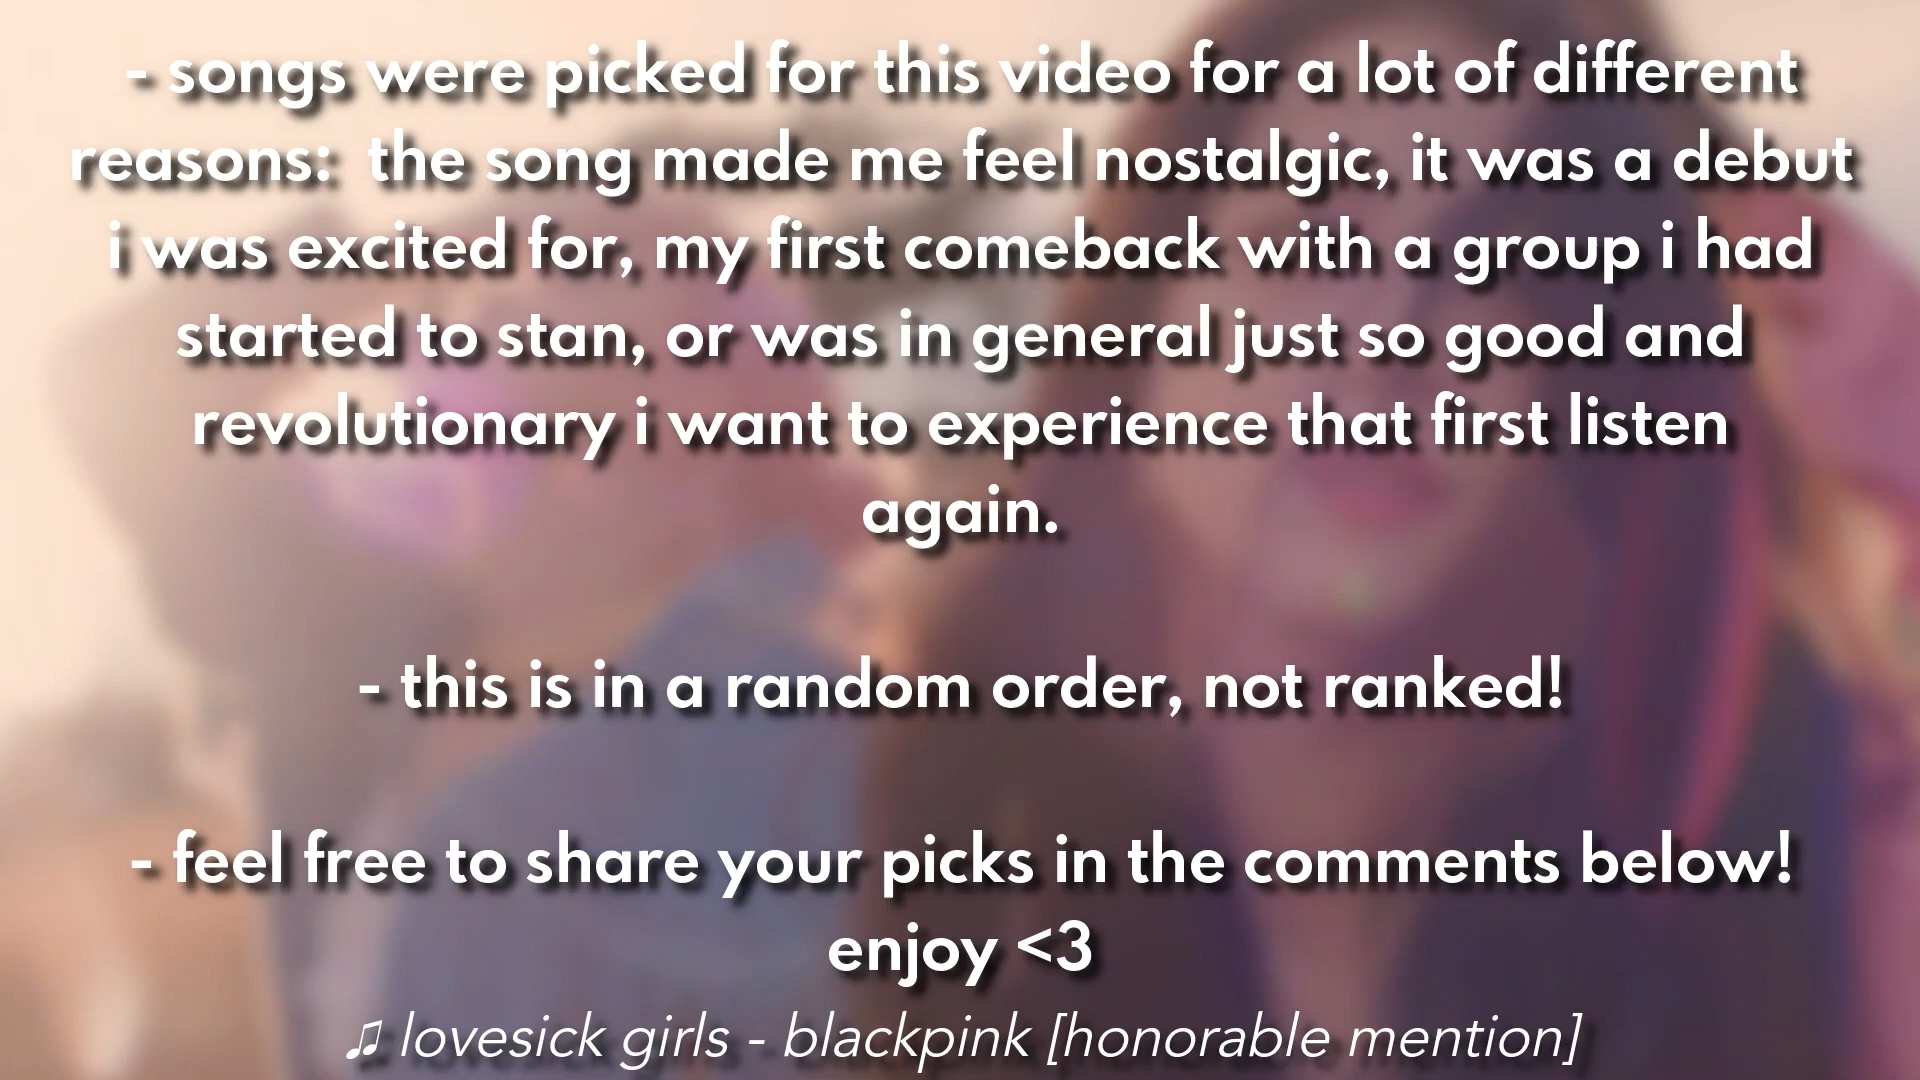 - songs were picked for this video for a lot of different
reasons:  the song made me feel nostalgic, it was a debut
i was excited for, my first comeback with a group i had
started to stan, or was in general just so good and
revolutionary i want to experience that first listen
again.
- this is in a random order, not ranked!
- feel free to share your picks in the comments below!
enjoy <3
♫ lovesick girls - blackpink [honorable mention]